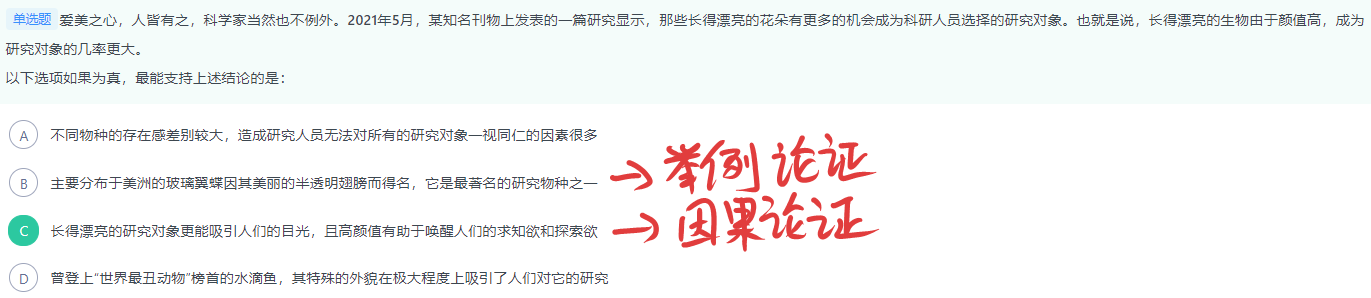 单选题 爱美之心，人皆有之，科学家当然也不例外。2021年5月，某知名刊物上发表的一篇研究显示，那些长得漂亮的花朵有更多的机会成为科研人员选择的研究对象。也就是说，长得漂亮的生物由于颜值高，成为
研究对象的几率更大。
以下选项如果为真，最能支持上述结论的是：
A 不同物种的存在感差别较大，造成研究人员无法对所有的研究对象一视同仁的因素很多
B 主要分布于美洲的玻璃翼蝶因其美丽的半透明翅膀而得名，它是最著名的研究物种之一 →举例论证
C 长得漂亮的研究对象更能吸引人们的目光，且高颜值有助于唤醒人们的求知欲和探索欲 →因果论证
D 曾登上“世界最丑动物”榜首的水滴鱼，其特殊的外貌在极大程度上吸引了人们对它的研究